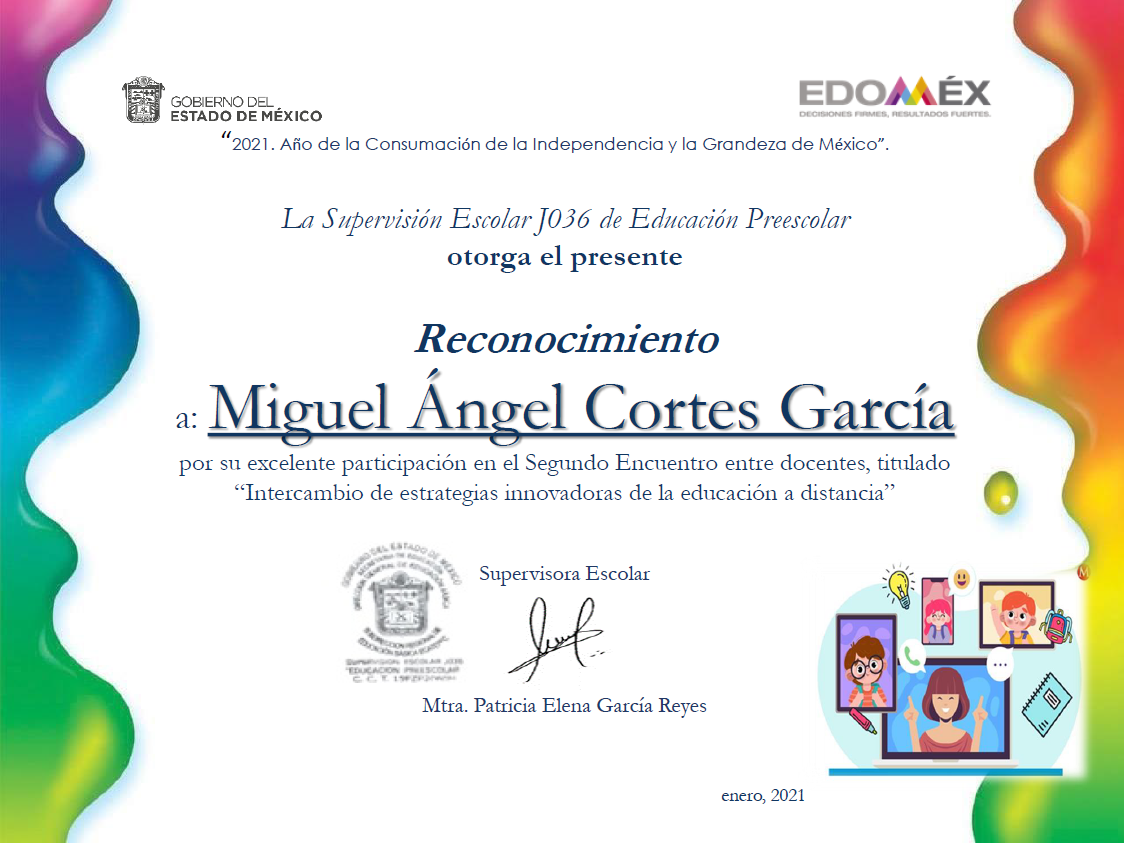 GOBIERNO DEL
ESTADO DE MÉXICO
EDOMÉX
DECISIONES FIRMES, RESULTADOS FUERTES.
“2021. Año de la Consumación de la Independencia y la Grandeza de México”.
La Supervisión Escolar J036 de Educación Preescolar
otorga el presente
Reconocimiento
a: Miguel Ángel Cortes García
por su excelente participación en el Segundo Encuentro entre docentes, titulado
“Intercambio de estrategias innovadoras de la educación a distancia”
GOBIERNO DEL ESTADO DE MÉXICO
SUPERVISION ESCOLAR J036
"EDUCACION PREESCOLAR
C. C. T.
Supervisora Escolar
Mtra. Patricia Elena García Reyes
M
enero, 2021